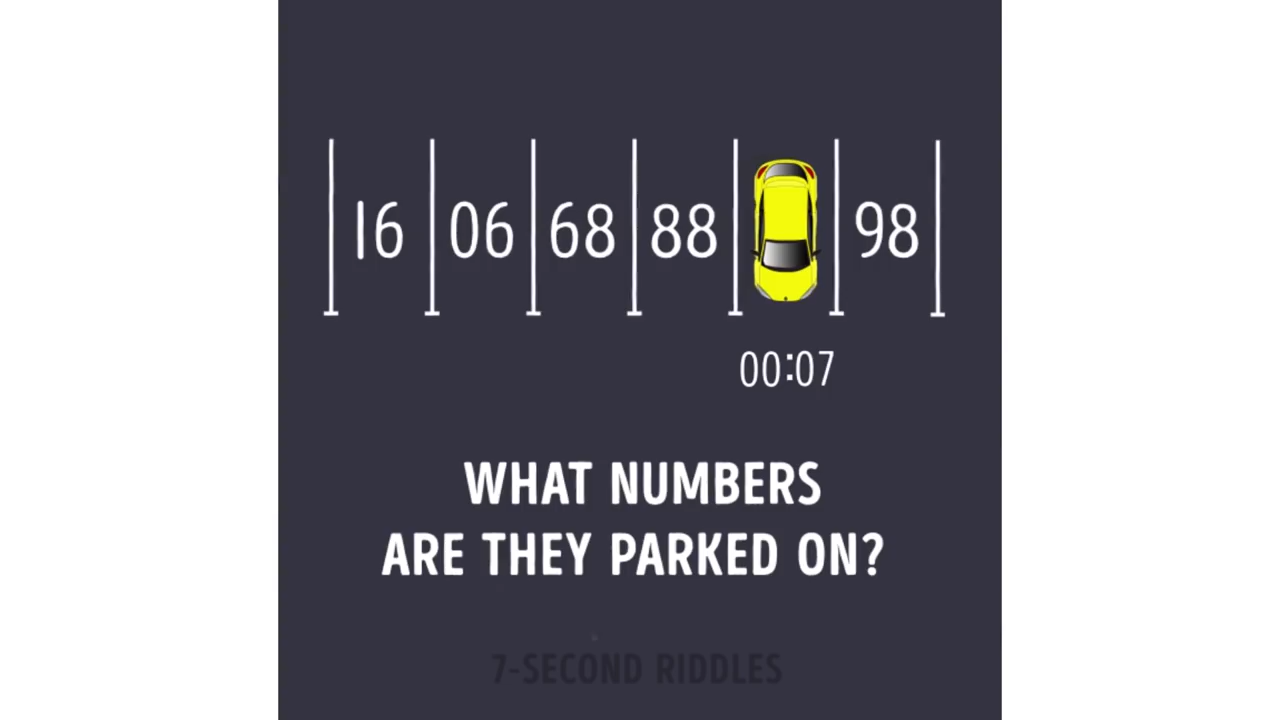 16 06 68 88 98
00:07
WHAT NUMBERS
ARE THEY PARKED ON?
7-SECOND RIDDLES